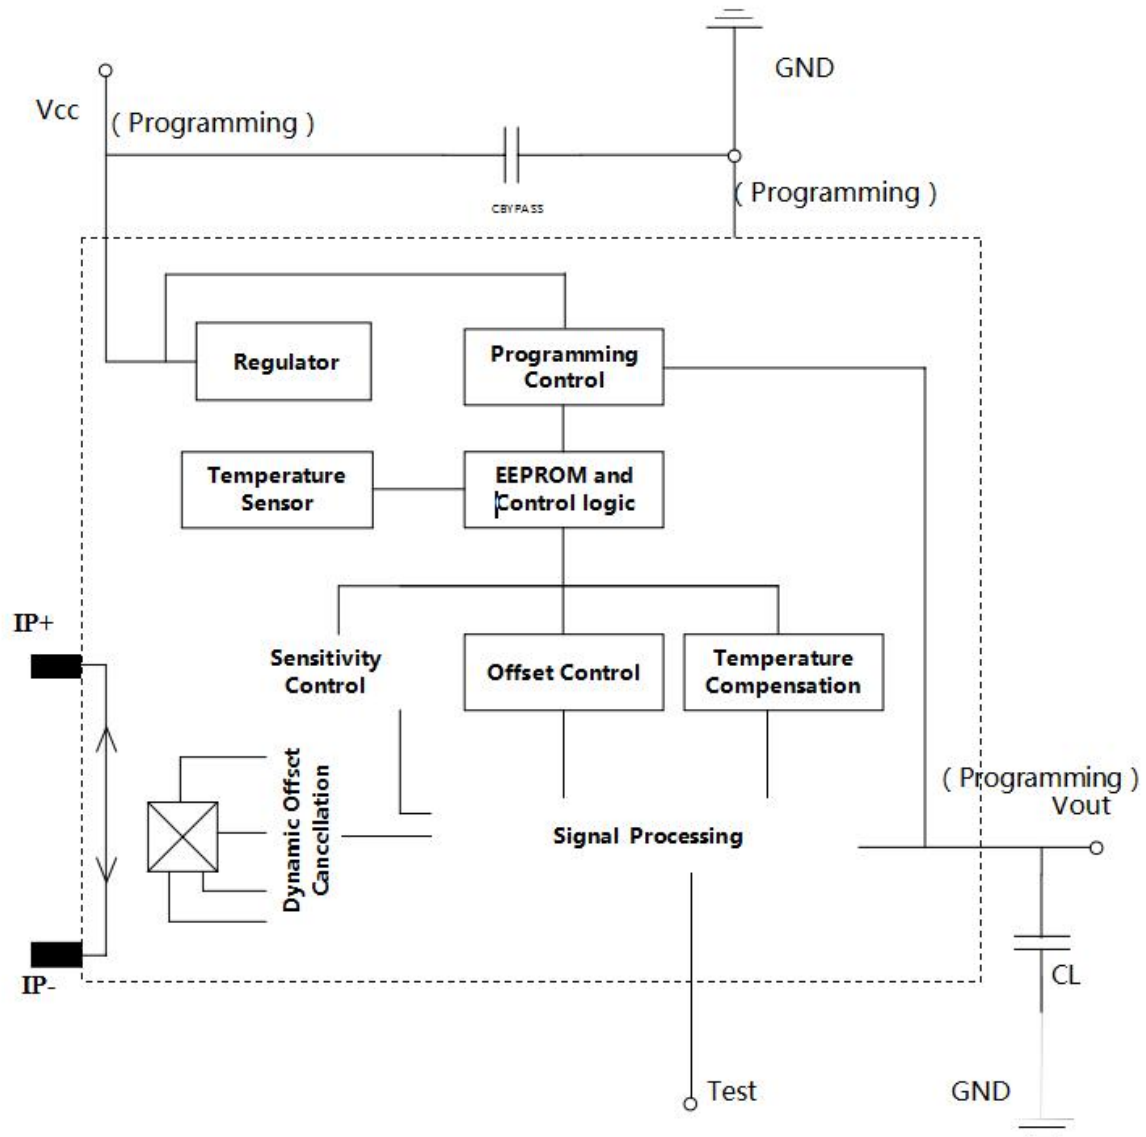 GND
Vcc
( Programming )
( Programming )
CBYPASS
Regulator
Programming
Control
Temperature
Sensor
EEPROM and
Control logic
IP+
Sensitivity
Control
Offset Control
Temperature
Compensation
Dynamic Offset
Cancellation
Signal Processing
( Programming )
Vout
IP-
CL
Test
GND